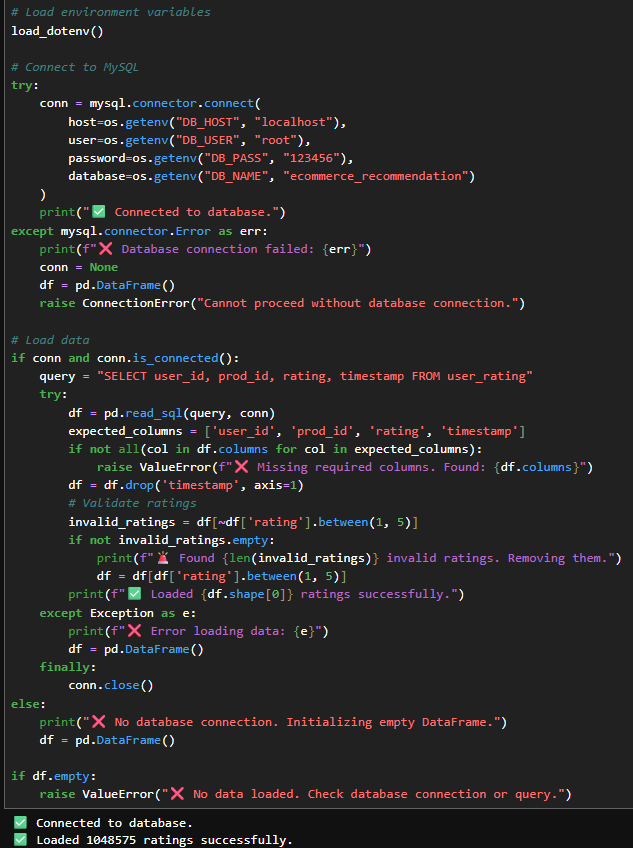 # Load environment variables
load_dotenv()

# Connect to MySQL
try:
    conn = mysql.connector.connect(
        host=os.getenv("DB_HOST", "localhost"),
        user=os.getenv("DB_USER", "root"),
        password=os.getenv("DB_PASS", "123456"),
        database=os.getenv("DB_NAME", "ecommerce_recommendation")
    )
    print("✅ Connected to database.")
except mysql.connector.Error as err:
    print(f"❌ Database connection failed: {err}")
    conn = None
    df = pd.DataFrame()
    raise ConnectionError("Cannot proceed without database connection.")

# Load data
if conn and conn.is_connected():
    query = "SELECT user_id, prod_id, rating, timestamp FROM user_rating"
    try:
        df = pd.read_sql(query, conn)
        expected_columns = ['user_id', 'prod_id', 'rating', 'timestamp']
        if not all(col in df.columns for col in expected_columns):
            raise ValueError(f"❌ Missing required columns. Found: {df.columns}")
        df = df.drop('timestamp', axis=1)
        # Validate ratings
        invalid_ratings = df[~df['rating'].between(1, 5)]
        if not invalid_ratings.empty:
            print(f"🚨 Found {len(invalid_ratings)} invalid ratings. Removing them.")
            df = df[df['rating'].between(1, 5)]
        print(f"✅ Loaded {df.shape[0]} ratings successfully.")
    except Exception as e:
        print(f"❌ Error loading data: {e}")
        df = pd.DataFrame()
    finally:
        conn.close()
else:
    print("❌ No database connection. Initializing empty DataFrame.")
    df = pd.DataFrame()

if df.empty:
    raise ValueError("❌ No data loaded. Check database connection or query.")
✅ Connected to database.
✅ Loaded 1048575 ratings successfully.